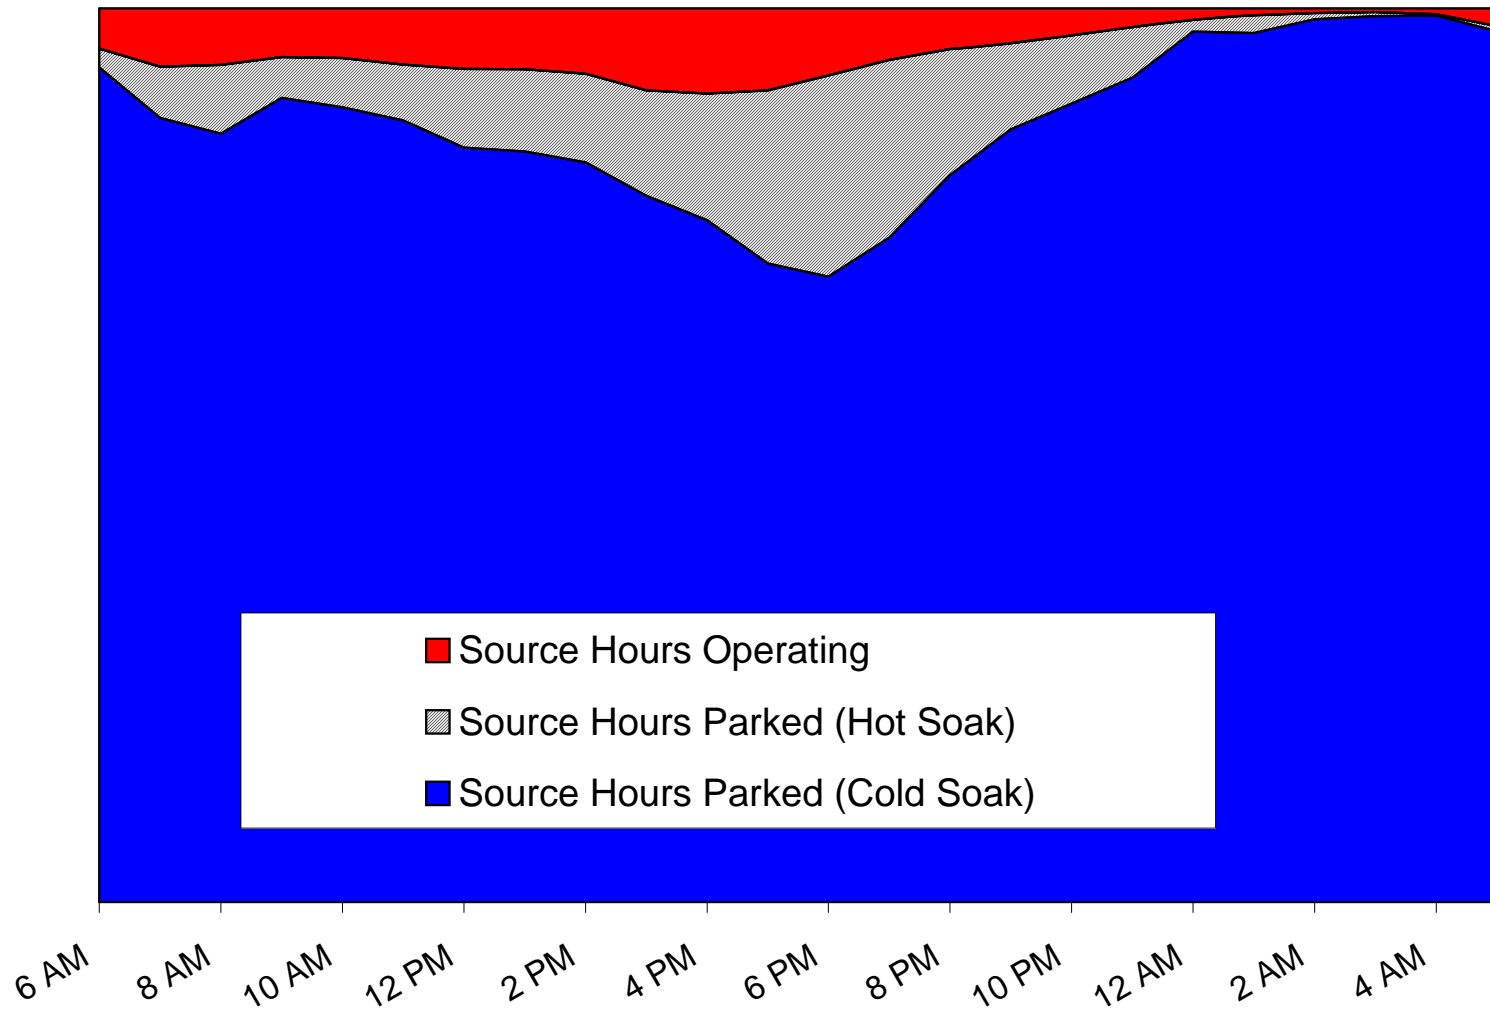 Source Hours Operating
Source Hours Parked (Hot Soak)
Source Hours Parked (Cold Soak)
6 AM
8 AM
10 AM
12 PM
2 PM
4 PM
6 PM
8 PM
10 PM
12 AM
2 AM
4 AM